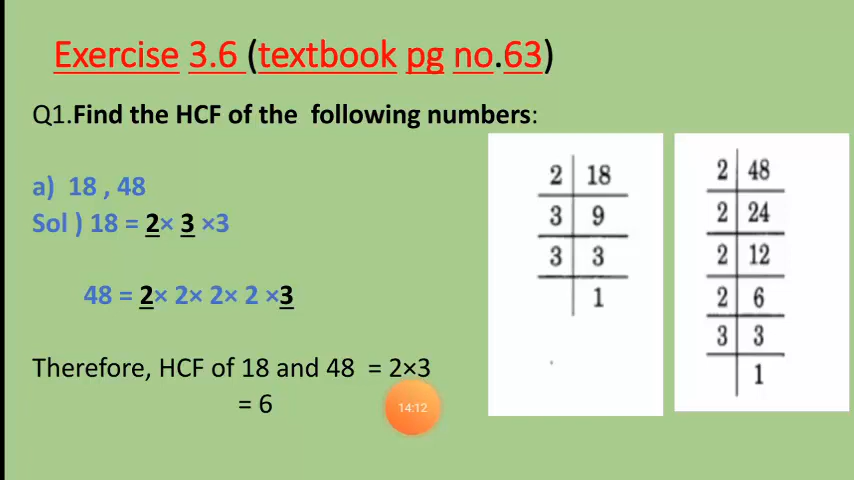 Exercise 3.6 (textbook pg no.63)
Q1.Find the HCF of the following numbers:
a) 18 , 48
Sol ) 18 = 2× 3 ×3
48 = 2× 2× 2× 2 ×3
Therefore, HCF of 18 and 48 = 2×3
= 6
14:12
2 18
3 9
3 3
1
2 48
2 24
2 12
2 6
3 3
1